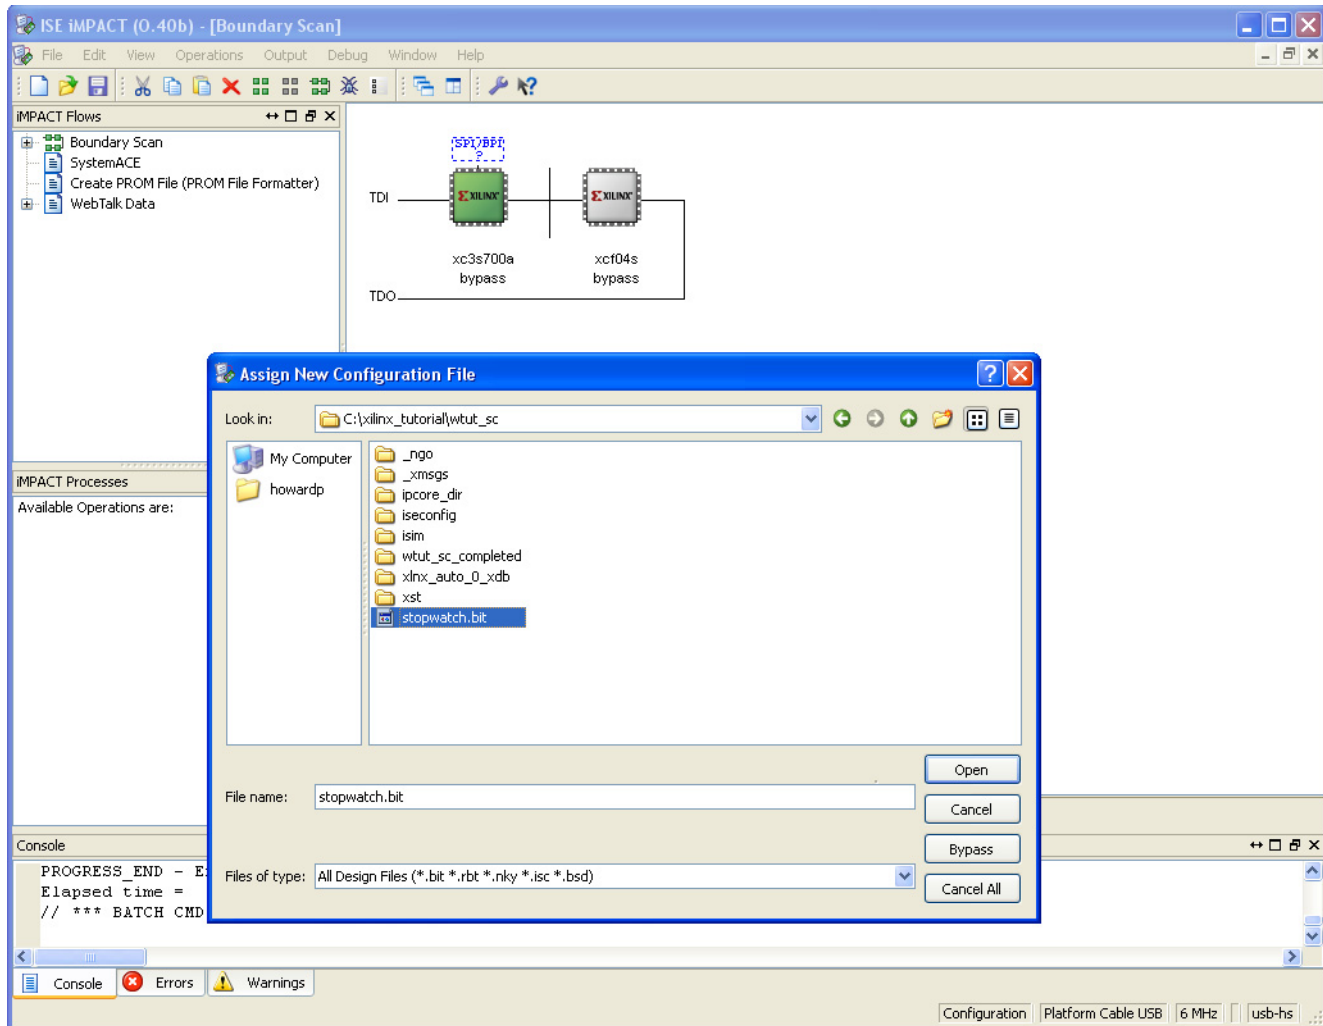 ISE iMPACT (O.40b) - [Boundary Scan]
File Edit View Operations Output Debug Window Help
iMPACT Flows
Boundary Scan
SystemACE
Create PROM File (PROM File Formatter)
WebTalk Data
SPI/BPI
?
TDI
XILINX
XILINX
xc3s700a
bypass
xcf04s
bypass
TDO
Assign New Configuration File
Look in:
C:\xilinx_tutorial\wtut_sc
My Computer
howardp
_ngo
_xmsgs
ipcore_dir
iseconfig
isim
wtut_sc_completed
xlnx_auto_0_xdb
xst
stopwatch.bit
File name:
stopwatch.bit
Files of type:
All Design Files (*.bit *.rbt *.nky *.isc *.bsd)
Open
Cancel
Bypass
Cancel All
iMPACT Processes
Available Operations are:
Console
PROGRESS_END - E
Elapsed time =
// *** BATCH CMD
Console
Errors
Warnings
Configuration
Platform Cable USB
6 MHz
usb-hs